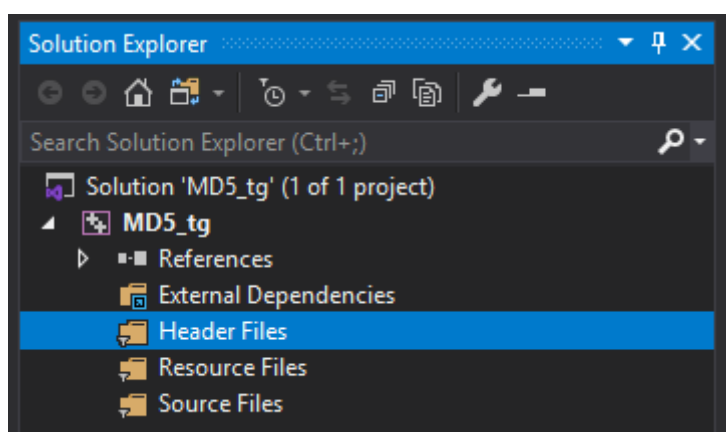 Solution Explorer
Search Solution Explorer (Ctrl+;)
Solution 'MD5_tg' (1 of 1 project)
MD5_tg
References
External Dependencies
Header Files
Resource Files
Source Files